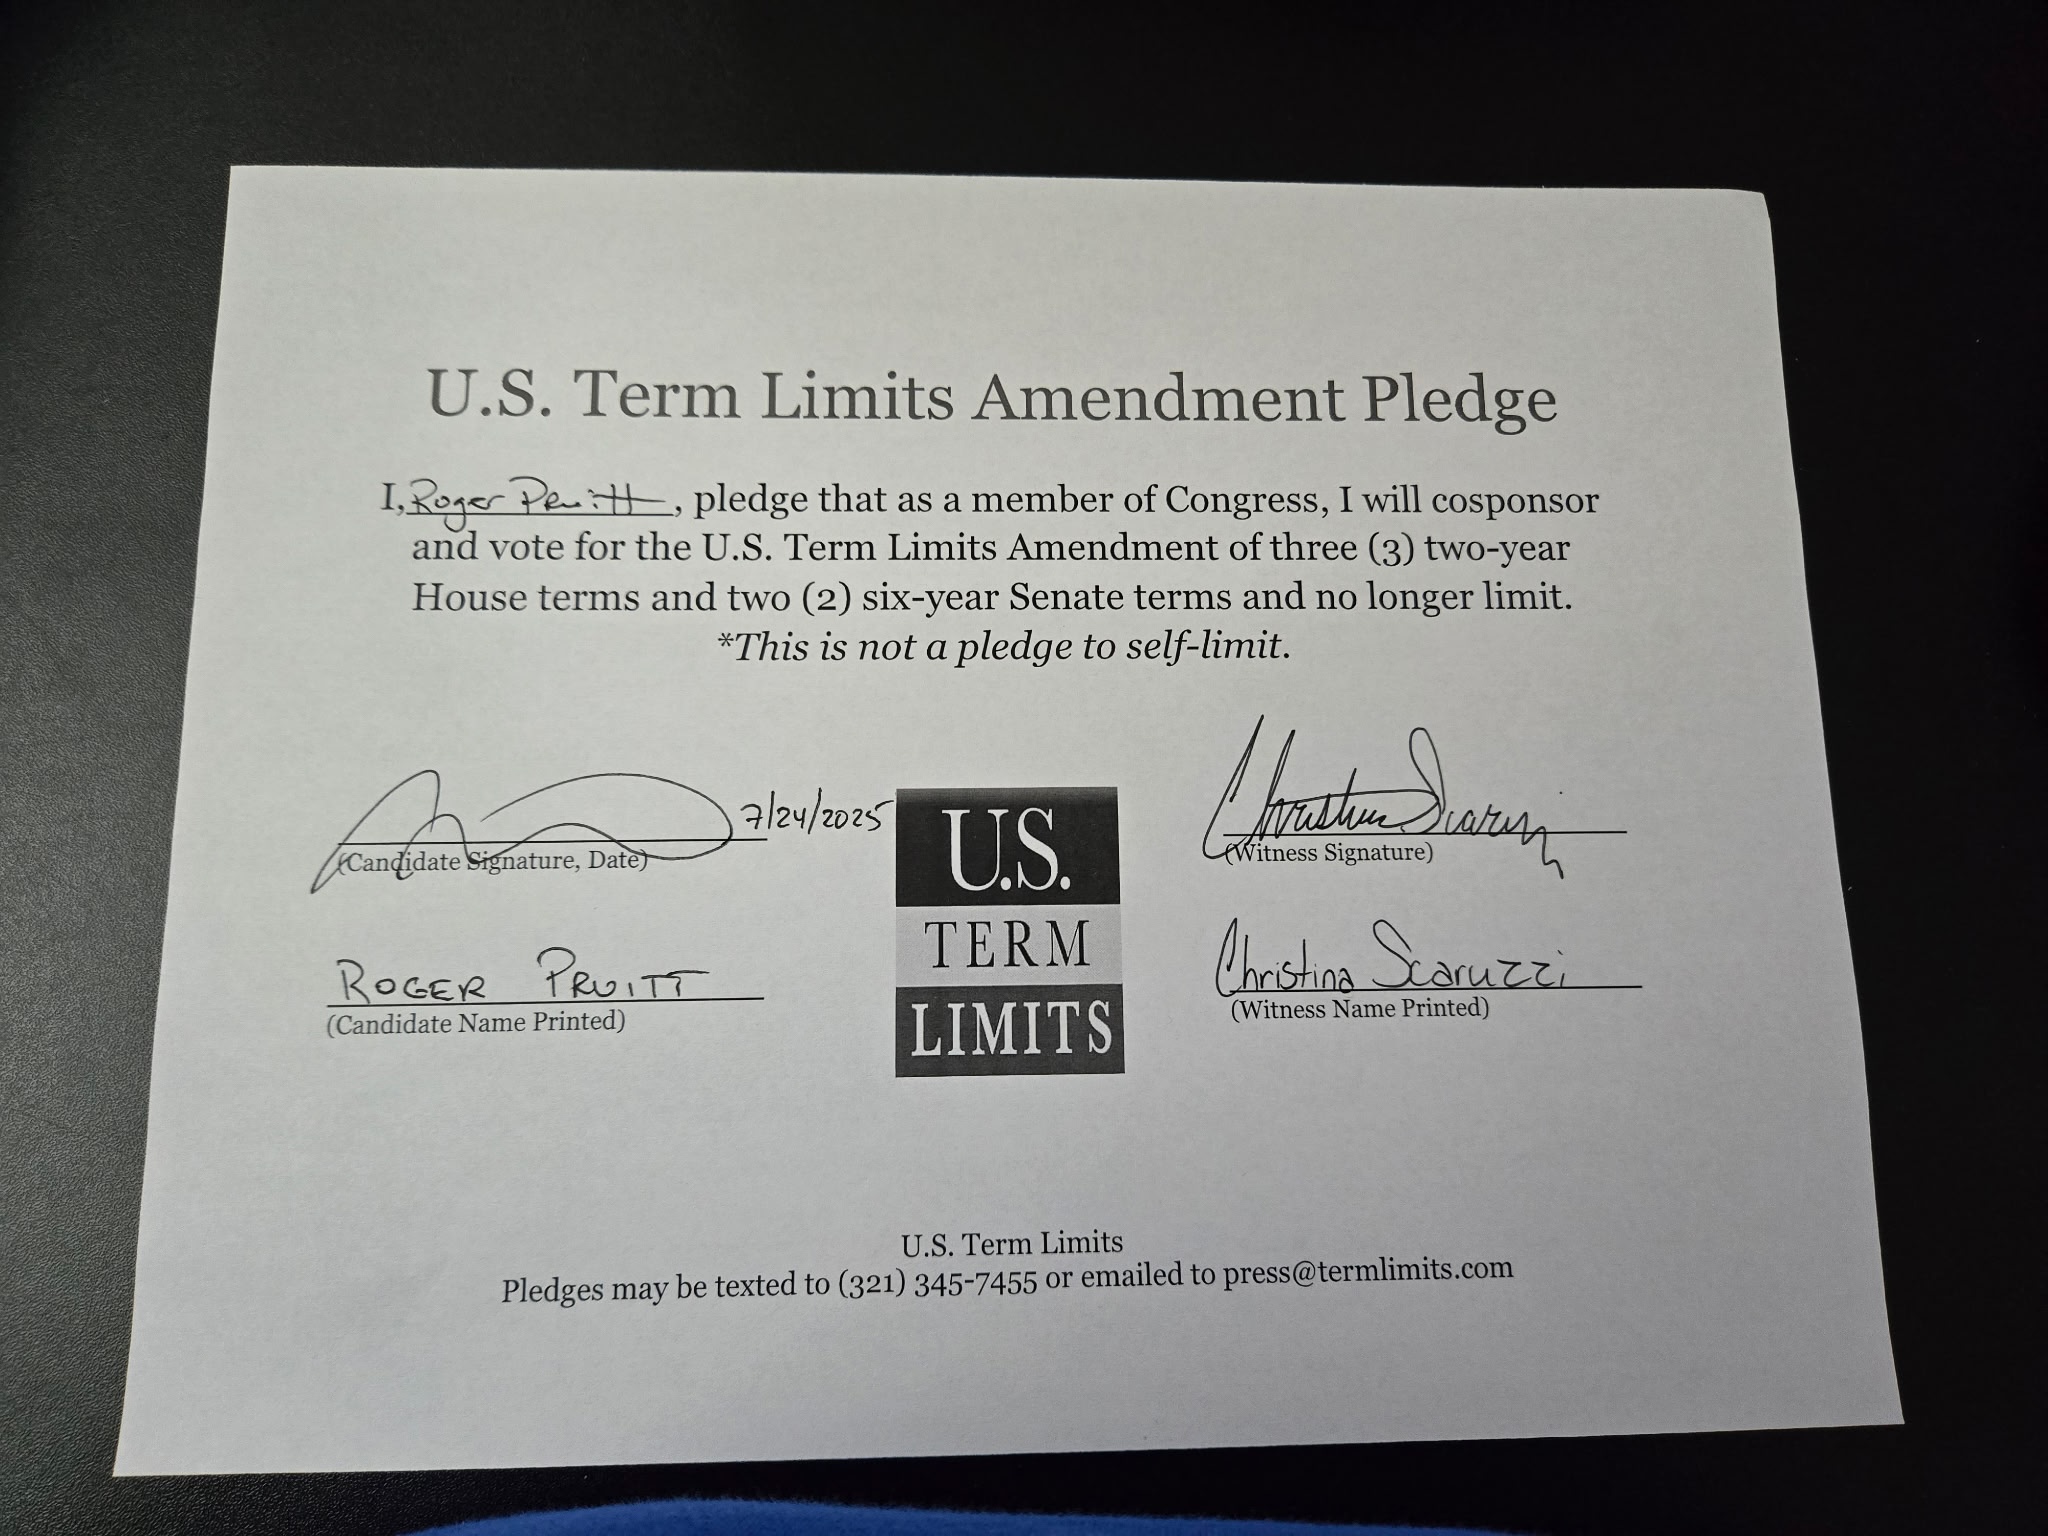 U.S. Term Limits Amendment Pledge
I, Roger Pruitt, pledge that as a member of Congress, I will cosponsor
and vote for the U.S. Term Limits Amendment of three (3) two-year
House terms and two (2) six-year Senate terms and no longer limit.
*This is not a pledge to self-limit.
7/24/2025
(Candidate Signature, Date)
Christina Scaruzzi
(Witness Signature)
ROGER PRUITT
(Candidate Name Printed)
U.S.
TERM
LIMITS
Christina Scaruzzi
(Witness Name Printed)
U.S. Term Limits
Pledges may be texted to (321) 345-7455 or emailed to press@termlimits.com